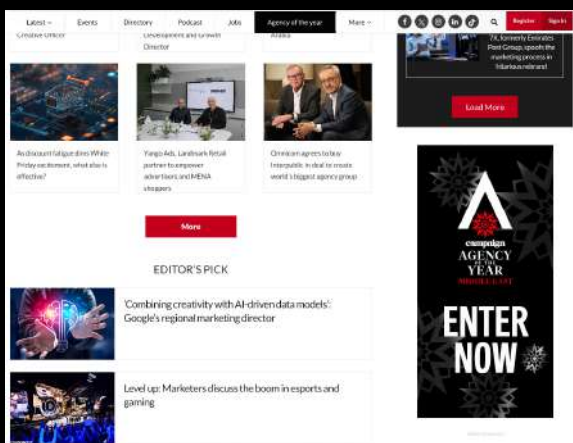 Latest
Events
Directory
Podcast
Jobs
Agency of the year
More
Register
Sign In
Creative Officer
Development and Growth
Director
7X, formerly Emirates
Post Group, spoofs the
marketing process in
hilarious rebrand
Load More
As discount fatigue dims White
Friday excitement, what else is
effective?
Yango Ads, Landmark Retail
partner to empower
advertisers and MENA
shoppers
Omnicom agrees to buy
Interpublic in deal to create
world's biggest agency group
More
EDITOR'S PICK
'Combining creativity with AI-driven data models':
Google's regional marketing director
Level up: Marketers discuss the boom in esports and
gaming
campaign
AGENCY
OF THE
YEAR
MIDDLE EAST
ENTER
NOW